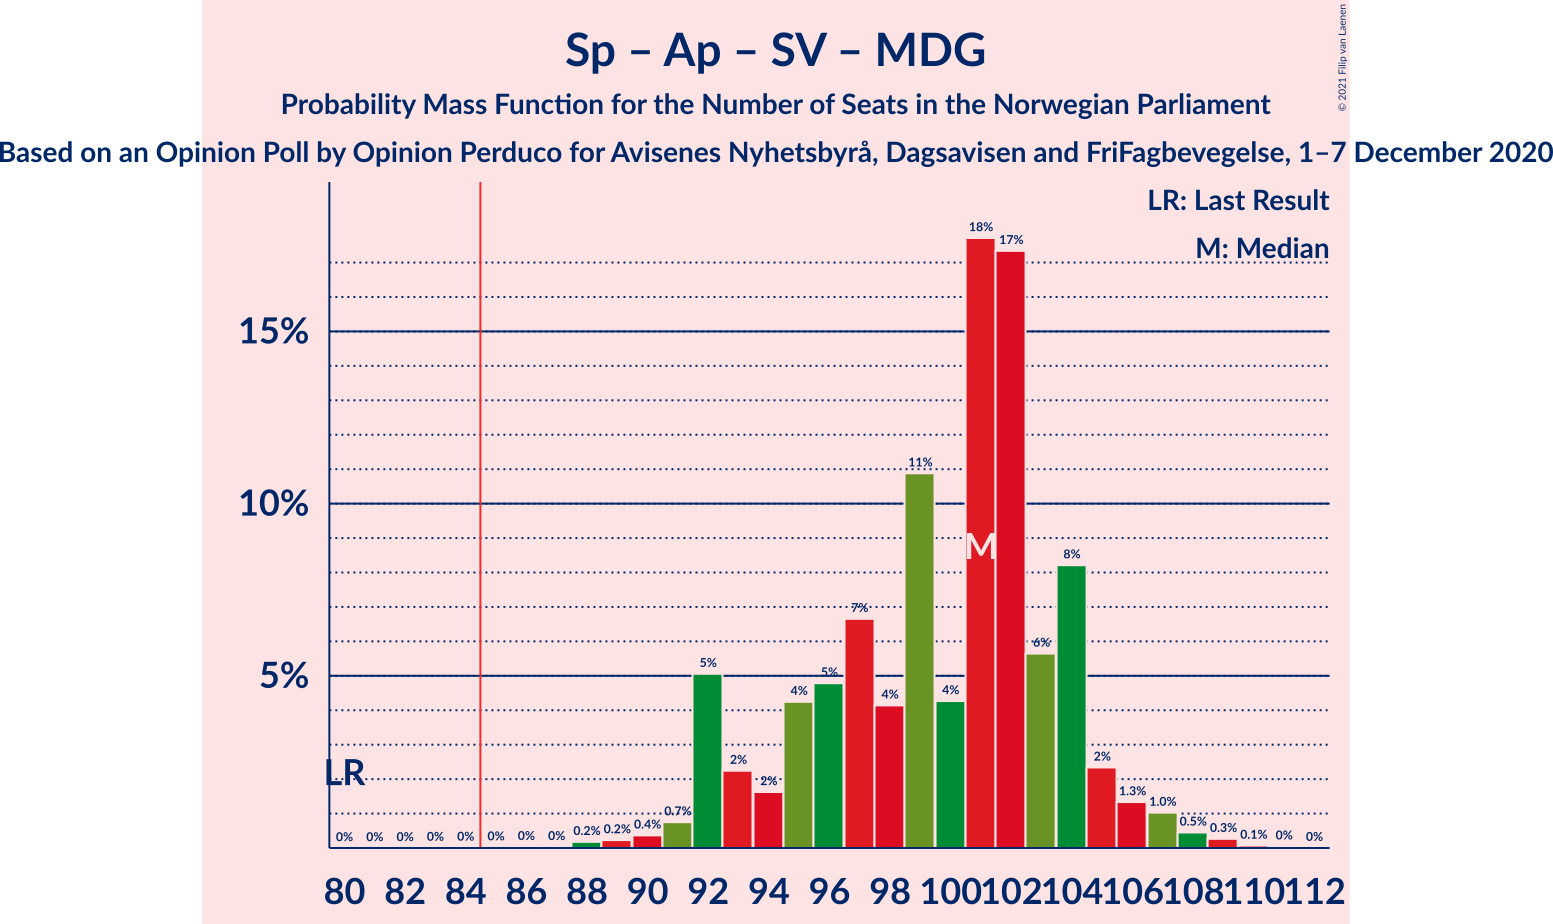 Sp – Ap – SV – MDG
Probability Mass Function for the Number of Seats in the Norwegian Parliament
Based on an Opinion Poll by Opinion Perduco for Avisenes Nyhetsbyrå, Dagsavisen and FriFagbevegelse, 1–7 December 2020
© 2021 Filip van Laenen
LR: Last Result
M: Median
15%
10%
5%
LR
M
0% 0% 0% 0% 0% 0% 0% 0% 0.2% 0.2% 0.4% 0.7% 5% 2% 2% 4% 5% 7% 4% 11% 4% 18% 17% 6% 8% 2% 1.3% 1.0% 0.5% 0.3% 0.1% 0% 0%
80 82 84 86 88 90 92 94 96 98 100 102 104 106 108 110 112